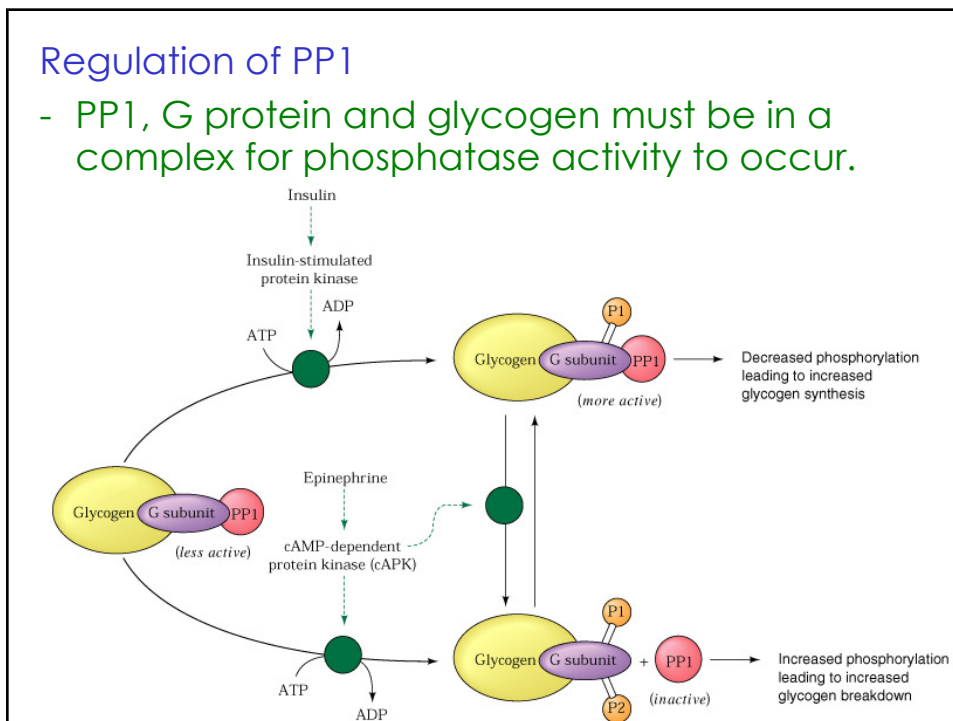 Regulation of PP1
- PP1, G protein and glycogen must be in a
complex for phosphatase activity to occur.
Insulin
Insulin-stimulated
protein kinase
ATP
ADP
P1
Glycogen
G subunit
PP1
(more active)
Decreased phosphorylation
leading to increased
glycogen synthesis
Epinephrine
Glycogen
G subunit
PP1
(less active)
cAMP-dependent
protein kinase (cAPK)
P1
Glycogen
G subunit
+
PP1
(inactive)
P2
Increased phosphorylation
leading to increased
glycogen breakdown
ATP
ADP